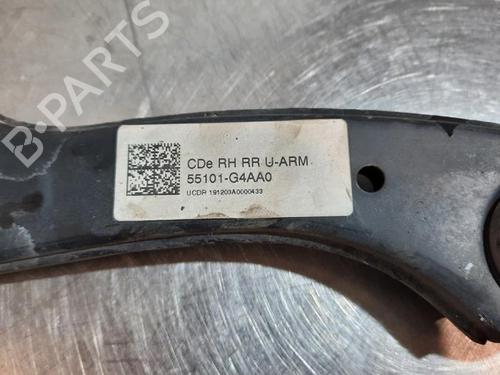 B-PARTS
CDe RH RR U-ARM
55101-G4AA0
UCDR 191203A0000433